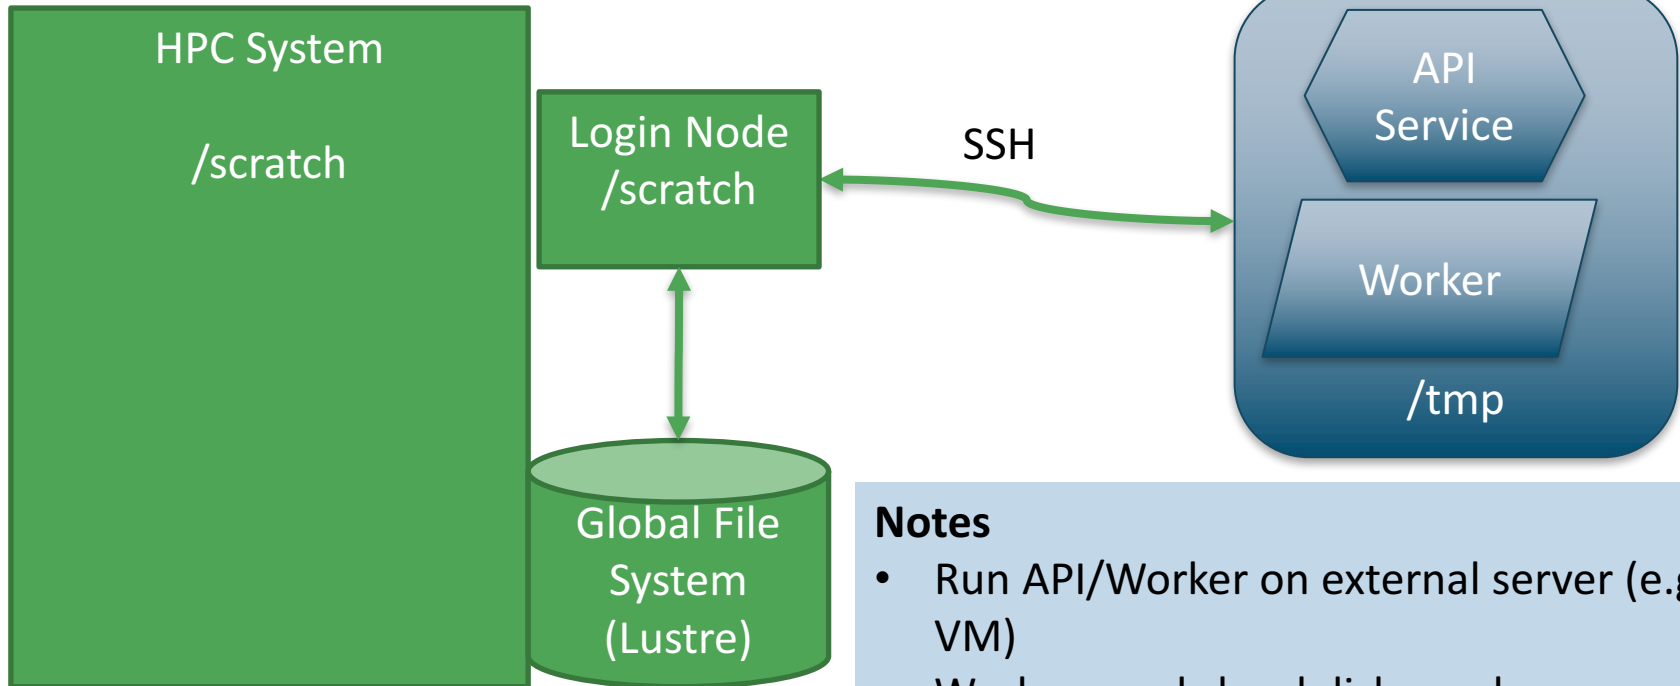 HPC System
/scratch
Login Node
/scratch
SSH
API
Service
Worker
/tmp
Global File
System
(Lustre)
Notes
• Run API/Worker on external server (e.g
VM)